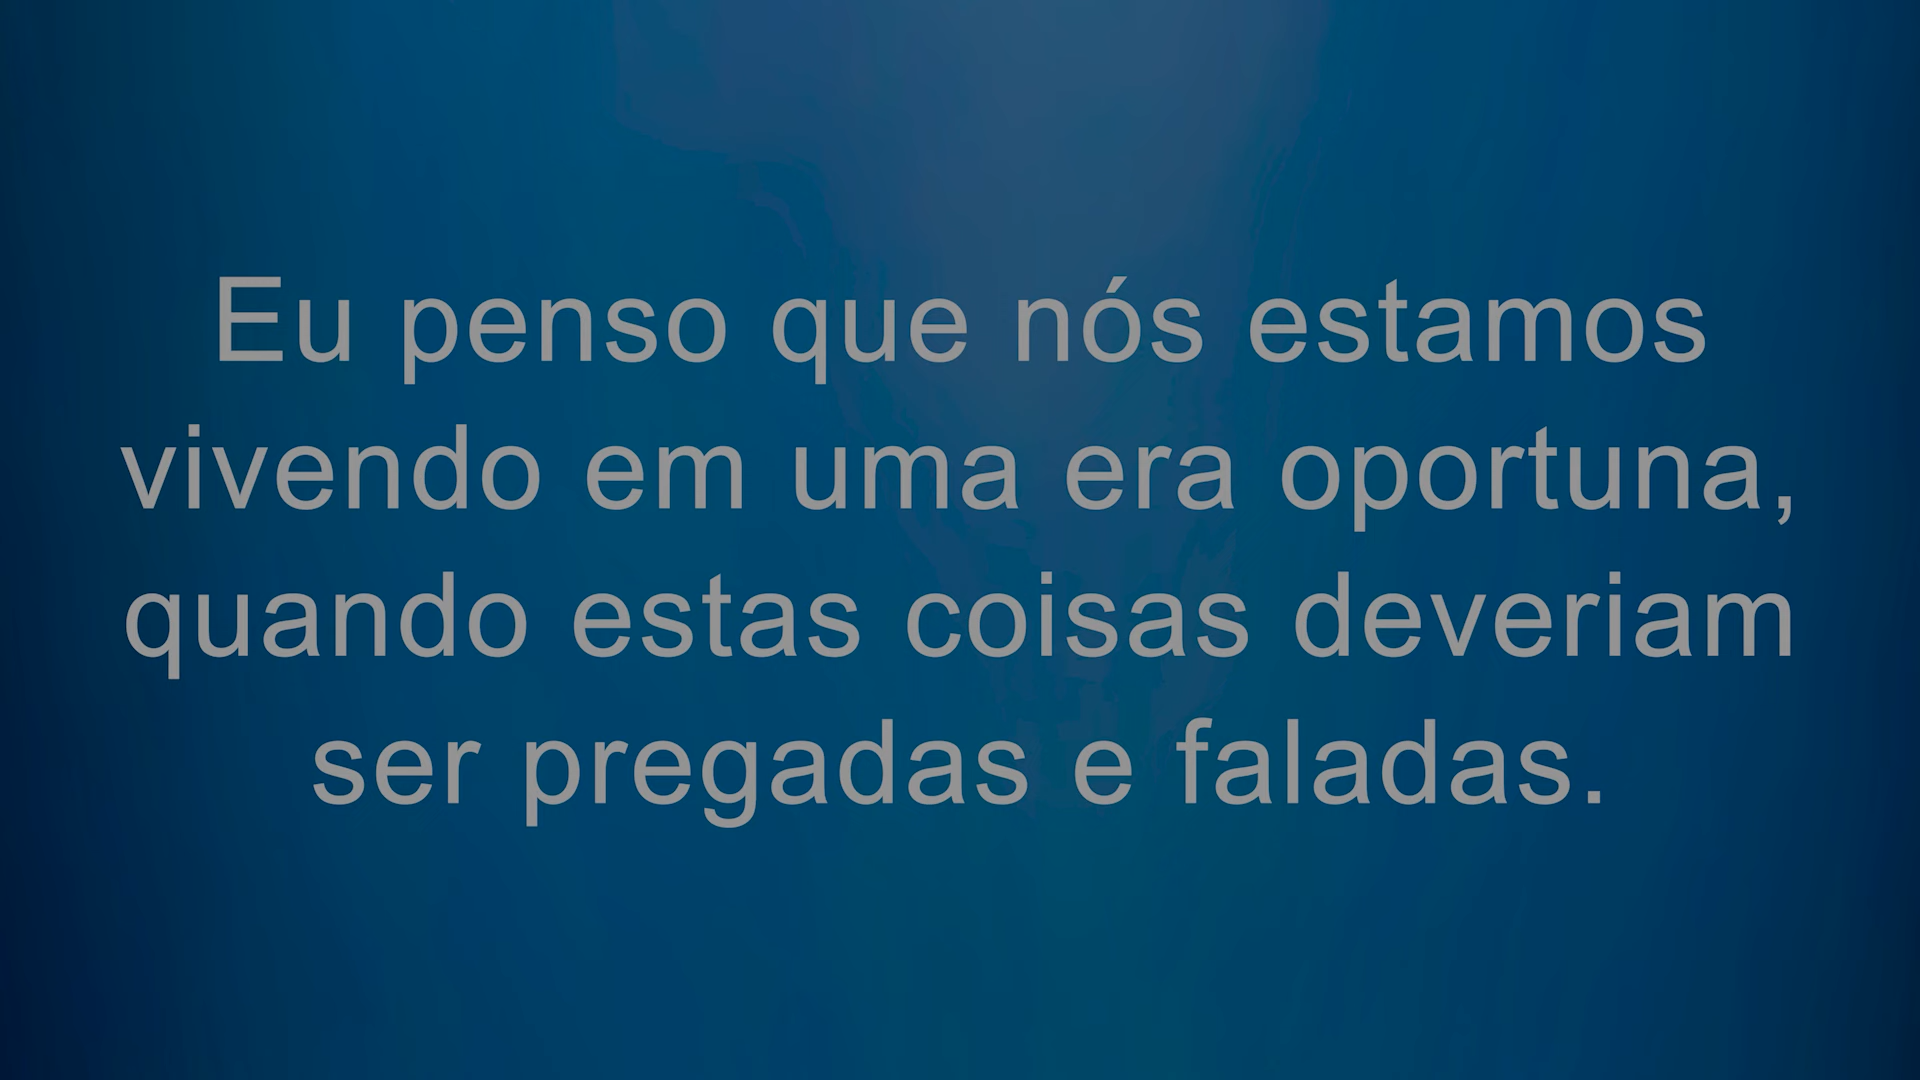 Eu penso que nós estamos
vivendo em uma era oportuna,
quando estas coisas deveriam
ser pregadas e faladas.